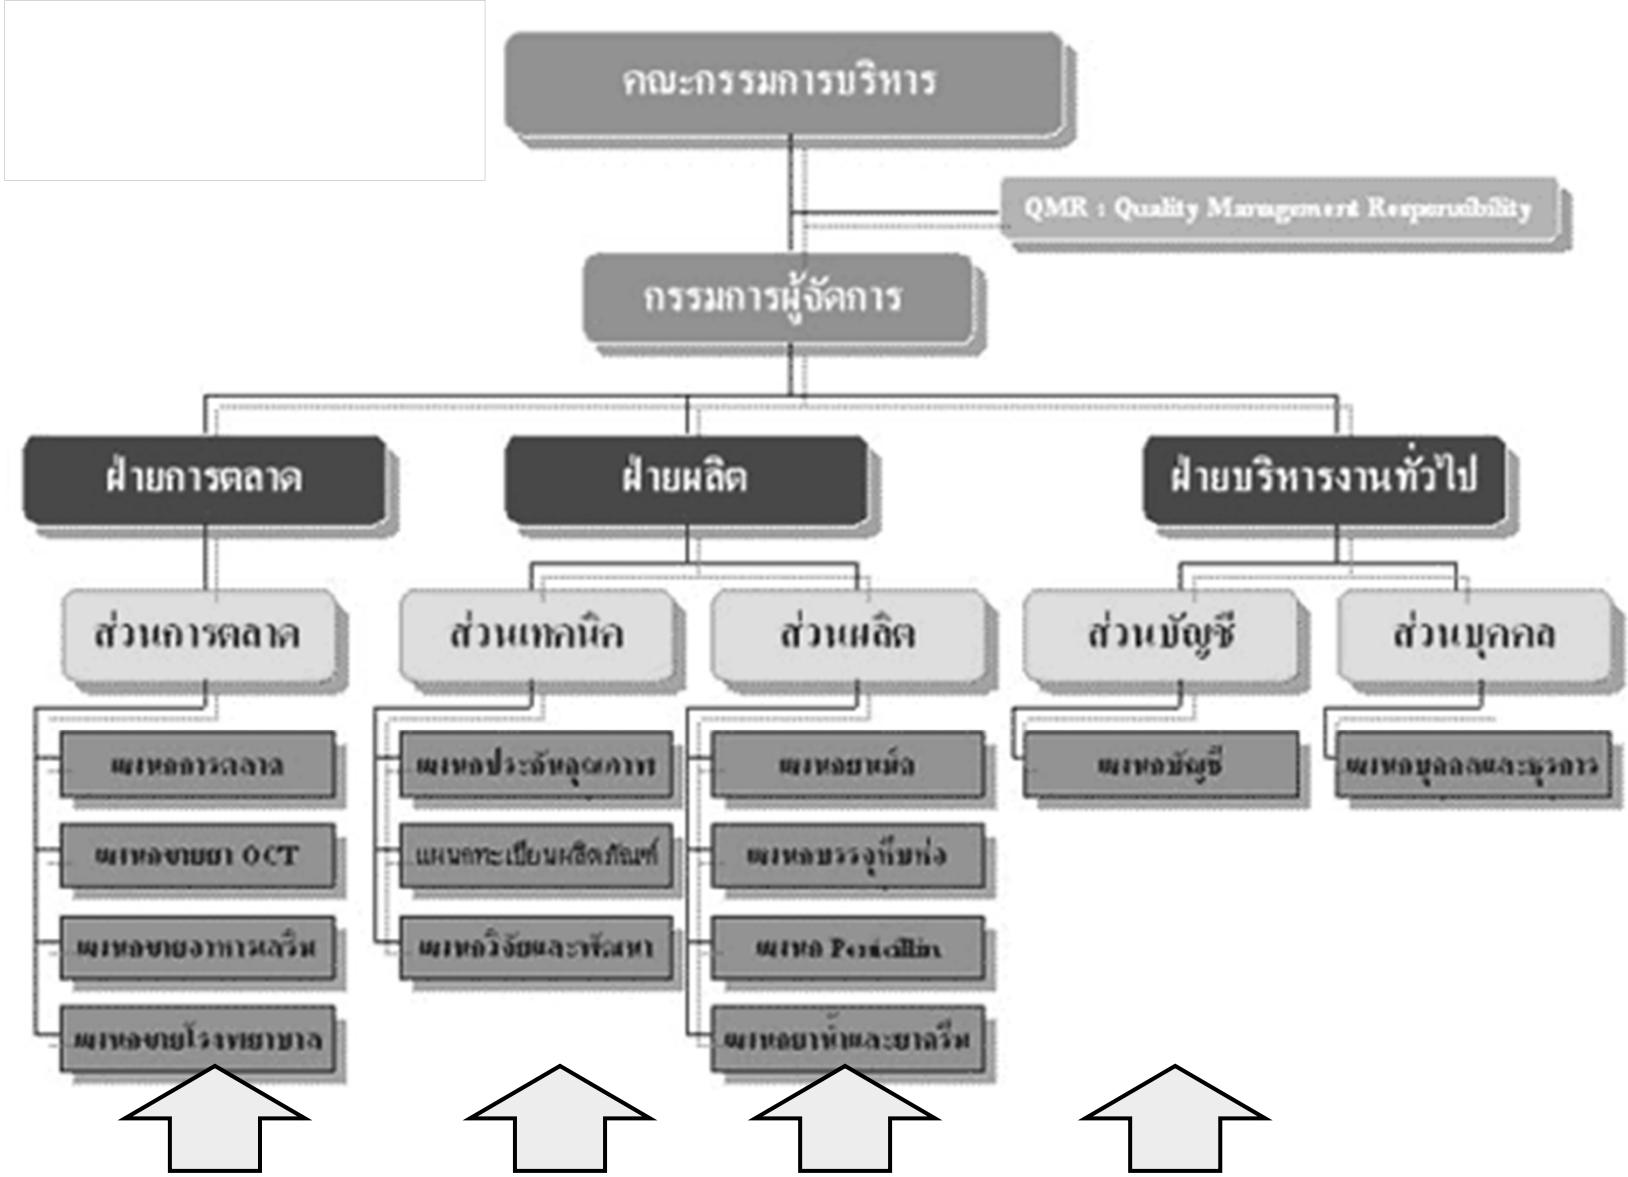 คณะกรรมการบริหาร
QMR : Quality Management Responsibility
กรรมการผู้จัดการ
ฝ่ายการตลาด
ฝ่ายผลิต
ฝ่ายบริหารงานทั่วไป
ส่วนการตลาด
ส่วนเทคนิค
ส่วนผลิต
ส่วนบัญชี
ส่วนบุคคล
แผนกการตลาด
แผนกประกันคุณภาพ
แผนกยาเม็ด
แผนกบัญชี
แผนกบุคคลและธุรการ
แผนกขายยา OCT
แผนกทะเบียนผลิตภัณฑ์
แผนกบรรจุหีบห่อ
แผนกขายอาหารเสริม
แผนกวิจัยและพัฒนา
แผนก Penicillin
แผนกขายโรงพยาบาล
แผนกยาน้ำและยาครีม